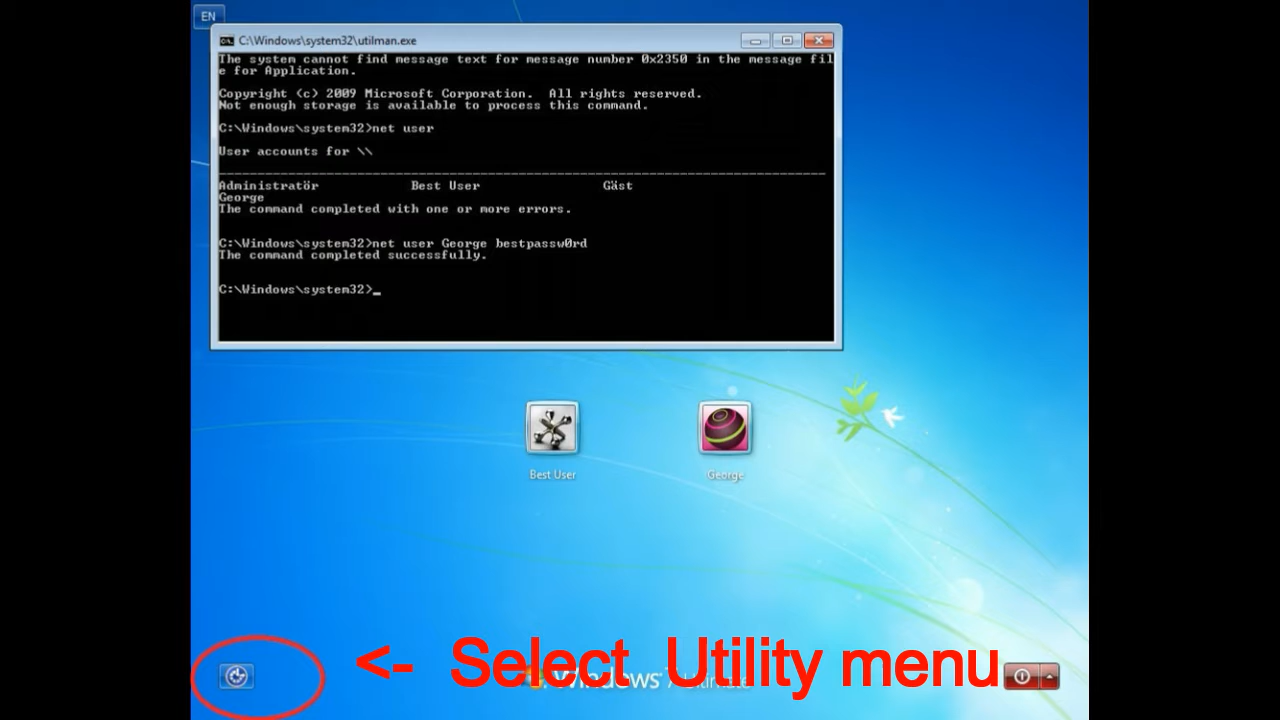 EN
C:\Windows\system32\utilman.exe
The system cannot find message text for message number 0x2350 in the message fil
e for Application.
Copyright (c) 2009 Microsoft Corporation.  All rights reserved.
Not enough storage is available to process this command.
C:\Windows\system32>net user
User accounts for \\
-------------------------------------------------------------------------------
Administratör            Best User                Gäst
George
The command completed with one or more errors.
C:\Windows\system32>net user George bestpassw0rd
The command completed successfully.
C:\Windows\system32>_
Best User George
<- Select Utility menu
Windows 7 Ultimate